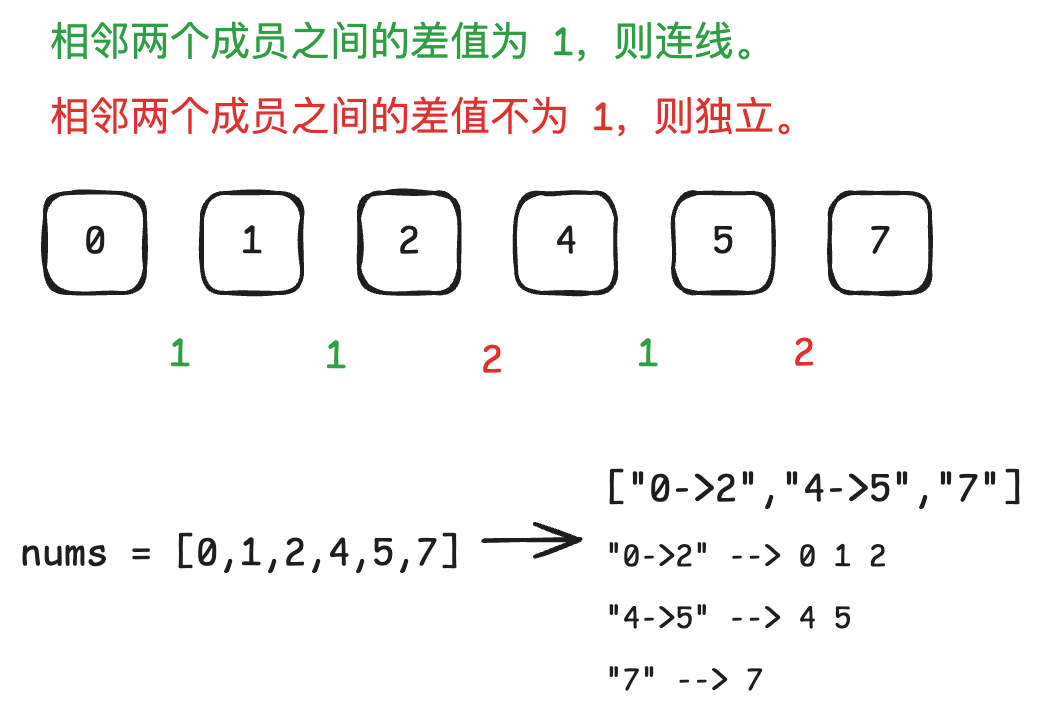 相邻两个成员之间的差值为 1，则连线。
相邻两个成员之间的差值不为 1，则独立。
0 1 2 4 5 7
1 1 2 1 2
["0->2","4->5","7"]
nums = [0,1,2,4,5,7]
"0->2" --> 0 1 2
"4->5" --> 4 5
"7" --> 7